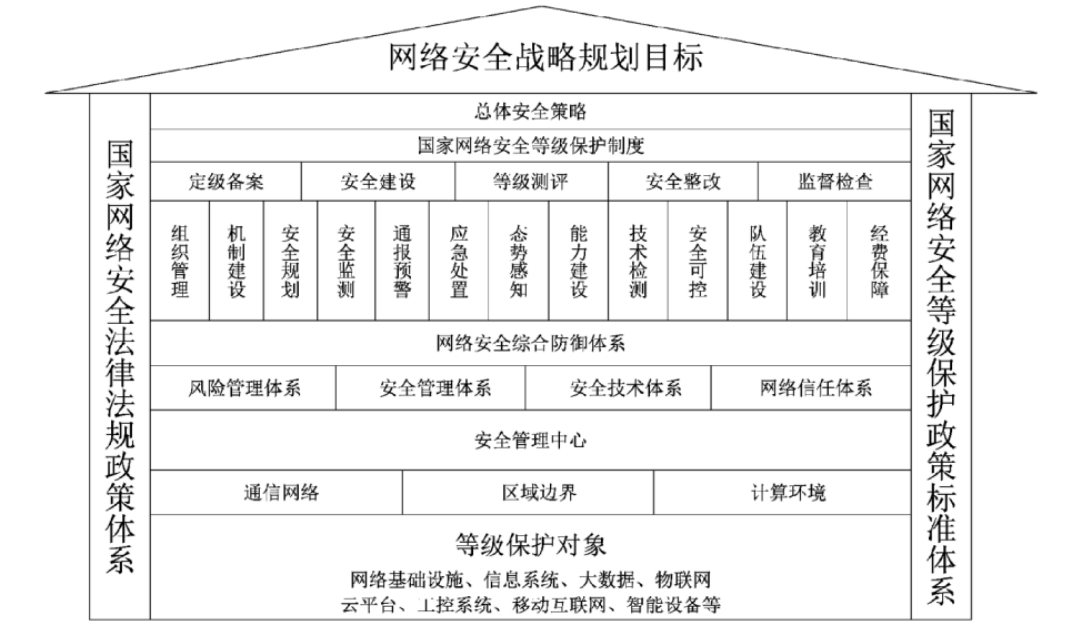 网络安全战略规划目标
国家网络安全法律法规政策体系
总体安全策略
国家网络安全等级保护制度
定级备案
安全建设
等级测评
安全整改
监督检查
组织管理
机制建设
安全规划
安全监测
通报预警
应急处置
态势感知
能力建设
技术检测
安全可控
队伍建设
教育培训
经费保障
网络安全综合防御体系
风险管理体系
安全管理体系
安全技术体系
网络信任体系
安全管理中心
通信网络
区域边界
计算环境
等级保护对象
网络基础设施、信息系统、大数据、物联网
云平台、工控系统、移动互联网、智能设备等
国家网络安全等级保护政策标准体系